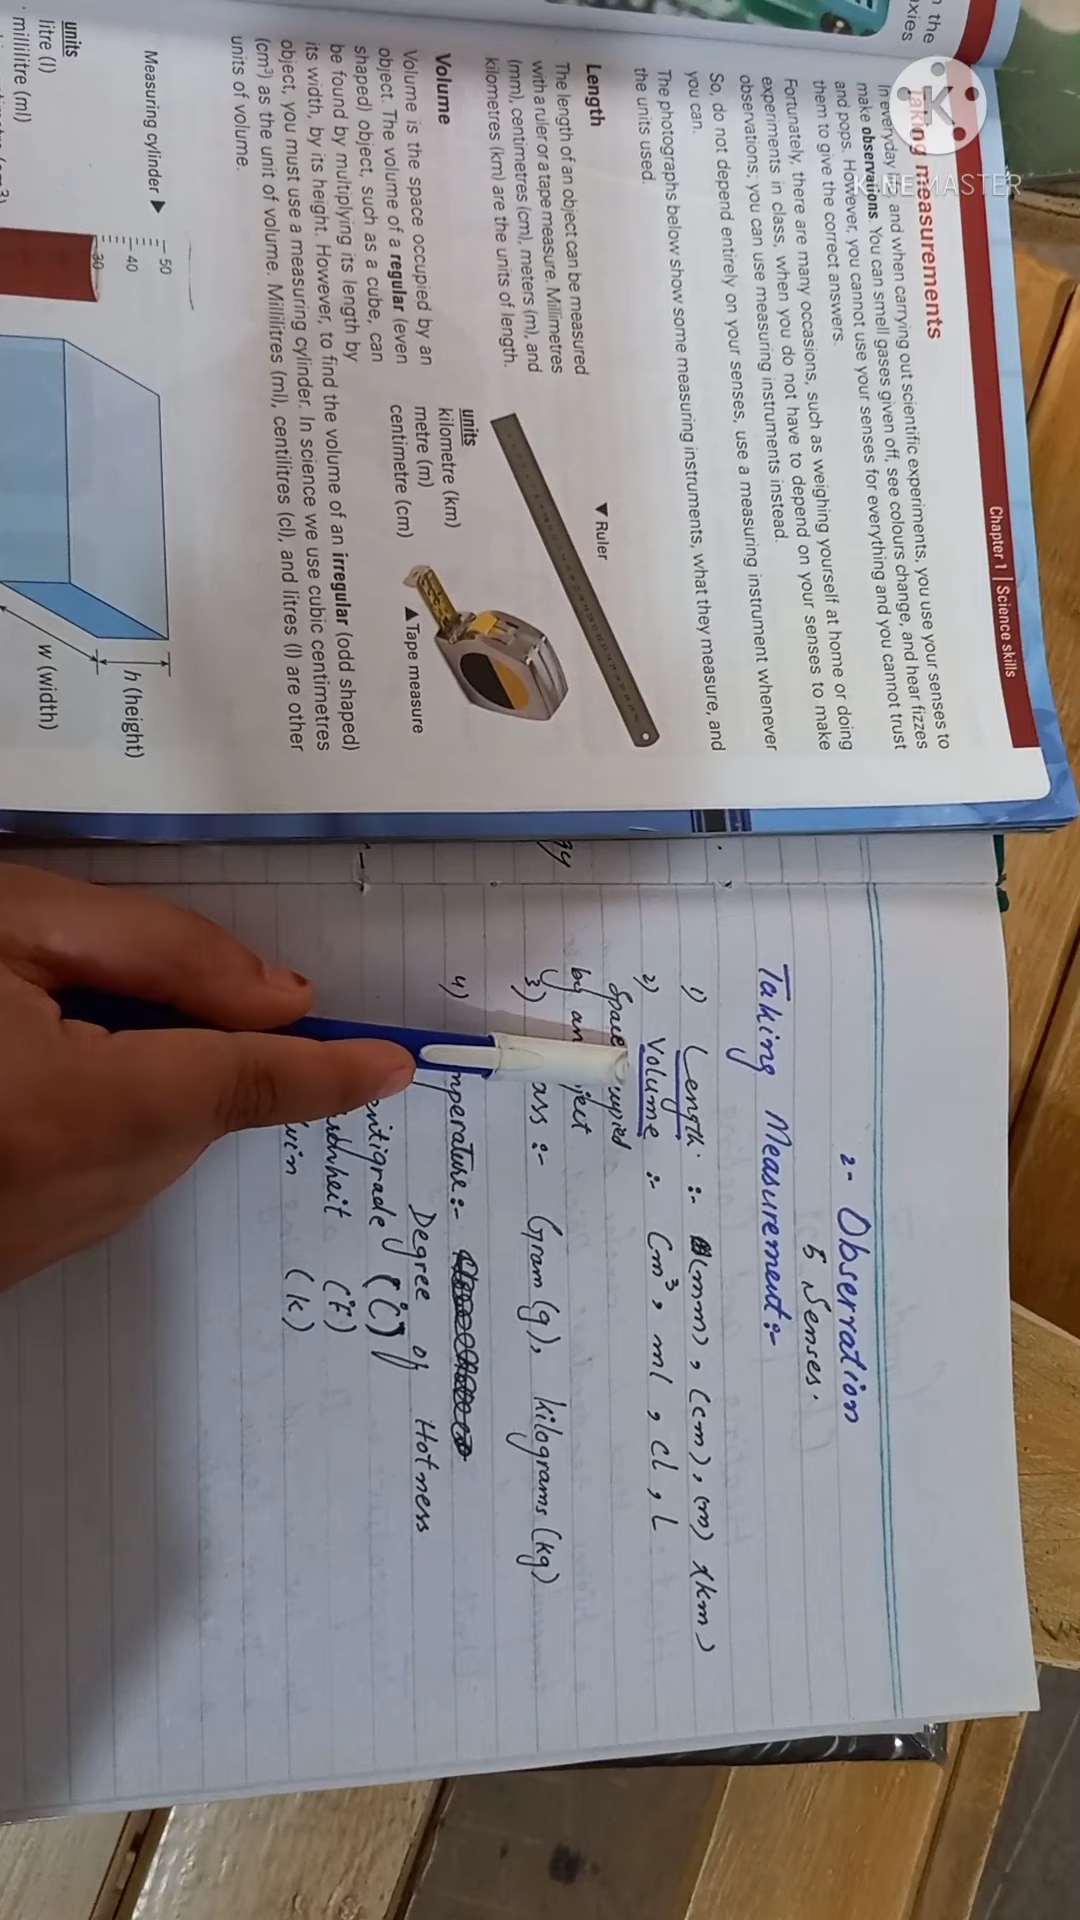 KINEMASTER
Chapter 1 | Science skills
the
xies
Taking measurements
In everyday and when carrying out scientific experiments, you use your senses to
make observations. You can smell gases given off, see colours change, and hear fizzes
and pops. However, you cannot use your senses for everything and you cannot trust
them to give the correct answers.
Fortunately, there are many occasions, such as weighing yourself at home or doing
experiments in class, when you do not have to depend on your senses to make
observations; you can use measuring instruments instead.
So, do not depend entirely on your senses, use a measuring instrument whenever
you can.
The photographs below show some measuring instruments, what they measure, and
the units used.
Length
The length of an object can be measured
with a ruler or a tape measure. Millimetres
(mm), centimetres (cm), meters (m), and
kilometres (km) are the units of length.
▼ Ruler
units
kilometre (km)
metre (m)
centimetre (cm)
▲ Tape measure
Volume
Volume is the space occupied by an
object. The volume of a regular (even
shaped) object, such as a cube, can
be found by multiplying its length by
its width, by its height. However, to find the volume of an irregular (odd shaped)
object, you must use a measuring cylinder. In science we use cubic centimetres
(cm³) as the unit of volume. Millilitres (ml), centilitres (cl), and litres (l) are other
units of volume.
Measuring cylinder ▶
50
40
30
h (height)
w (width)
units
litre (l)
millilitre (ml)
2- Observation
5 Senses.
Taking Measurement:-
1) Length :- (mm), (cm), (m), (km)
2) Volume :- Cm³, ml, cl, L
Space
by an
3) ass :- Gram (g), kilograms (kg)
4) mperature:-
Degree of Hotness
entigrade (°C)
(°F)
(k)